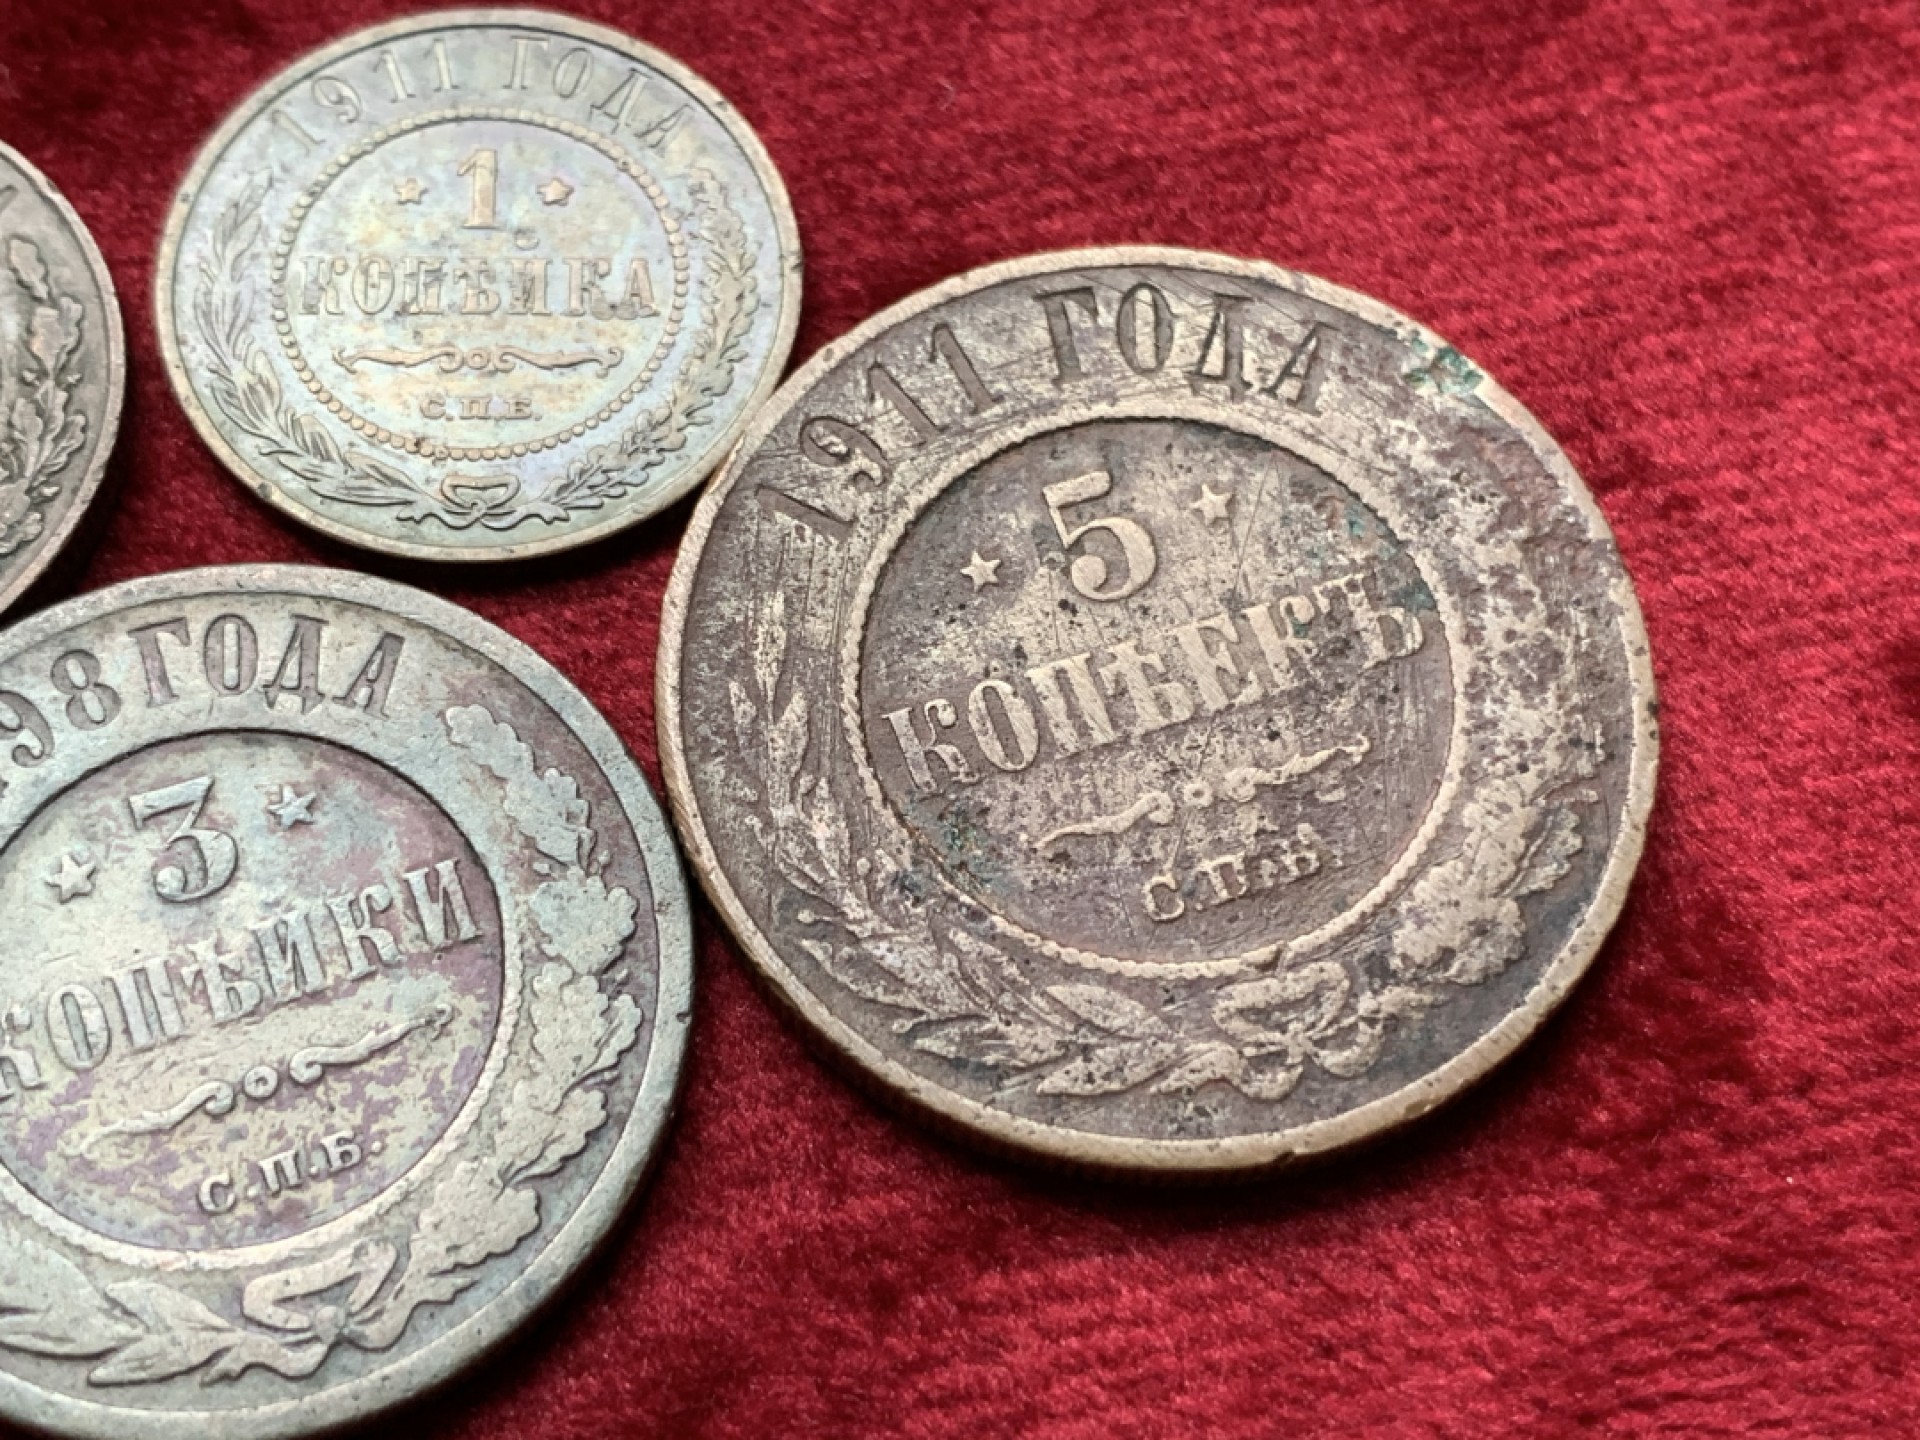 1911 ГОДА
1
КОПѢЙКА
С.П.Б.
1911 ГОДА
5
КОПѢЕКЪ
С.П.Б.
98 ГОДА
3
КОПѢЙКИ
С.П.Б.